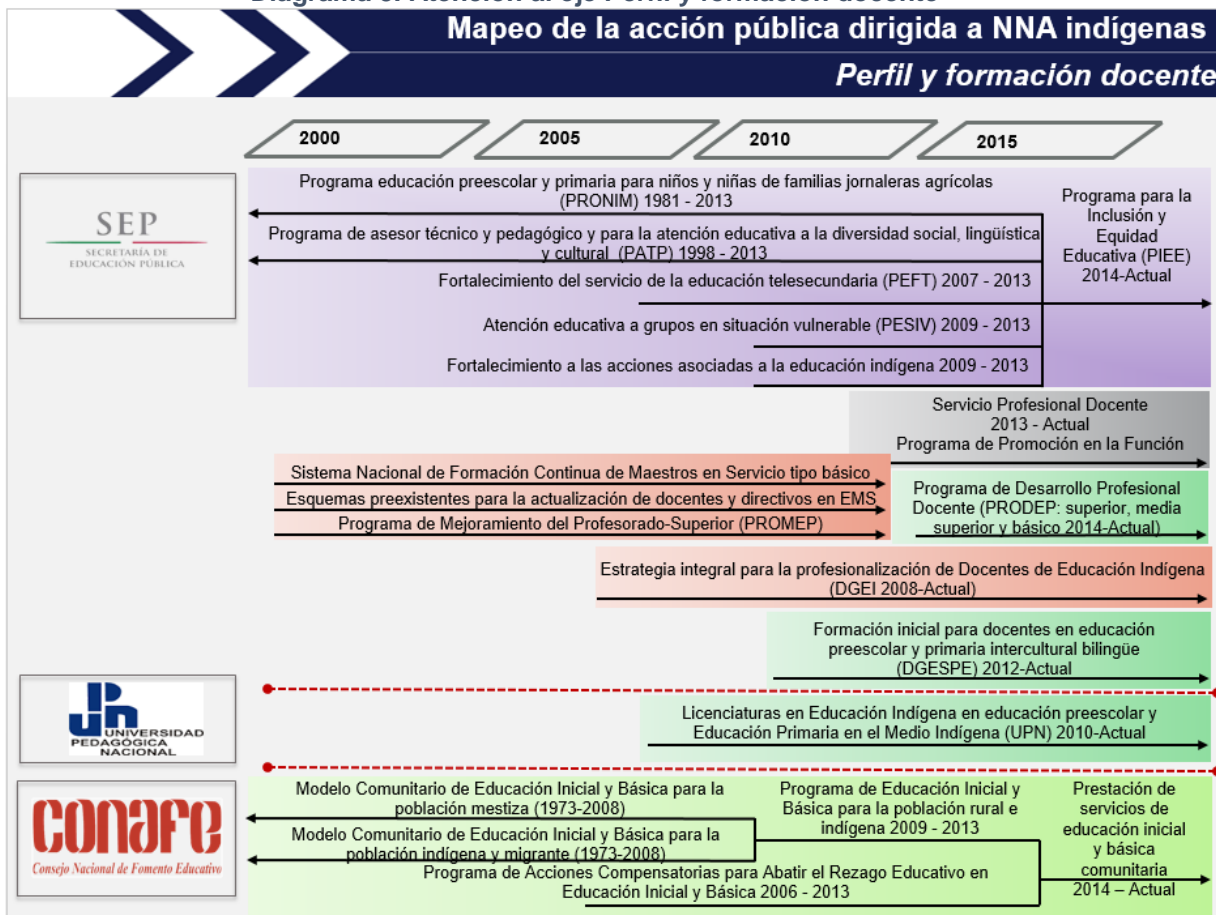 Diagrama 3. Atención al eje Perfil y formación docente
Mapeo de la acción pública dirigida a NNA indígenas
Perfil y formación docente
2000
2005
2010
2015
SEP
SECRETARÍA DE
EDUCACIÓN PÚBLICA
Programa educación preescolar y primaria para niños y niñas de familias jornaleras agrícolas
(PRONIM) 1981 - 2013
Programa de asesor técnico y pedagógico y para la atención educativa a la diversidad social, lingüística
y cultural (PATP) 1998 - 2013
Fortalecimiento del servicio de la educación telesecundaria (PEFT) 2007 - 2013
Atención educativa a grupos en situación vulnerable (PESIV) 2009 - 2013
Fortalecimiento a las acciones asociadas a la educación indígena 2009 - 2013
Programa para la
Inclusión y
Equidad
Educativa (PIEE)
2014-Actual
Servicio Profesional Docente
2013 - Actual
Programa de Promoción en la Función
Sistema Nacional de Formación Continua de Maestros en Servicio tipo básico
Esquemas preexistentes para la actualización de docentes y directivos en EMS
Programa de Mejoramiento del Profesorado-Superior (PROMEP)
Programa de Desarrollo Profesional
Docente (PRODEP: superior, media
superior y básico 2014-Actual)
Estrategia integral para la profesionalización de Docentes de Educación Indígena
(DGEI 2008-Actual)
Formación inicial para docentes en educación
preescolar y primaria intercultural bilingüe
(DGESPE) 2012-Actual
UNIVERSIDAD
PEDAGÓGICA
NACIONAL
Licenciaturas en Educación Indígena en educación preescolar y
Educación Primaria en el Medio Indígena (UPN) 2010-Actual
conafe
Consejo Nacional de Fomento Educativo
Modelo Comunitario de Educación Inicial y Básica para la
población mestiza (1973-2008)
Modelo Comunitario de Educación Inicial y Básica para la
población indígena y migrante (1973-2008)
Programa de Acciones Compensatorias para Abatir el Rezago Educativo en
Educación Inicial y Básica 2006 - 2013
Programa de Educación Inicial y
Básica para la población rural e
indígena 2009 - 2013
Prestación de
servicios de
educación inicial
y básica
comunitaria
2014 – Actual